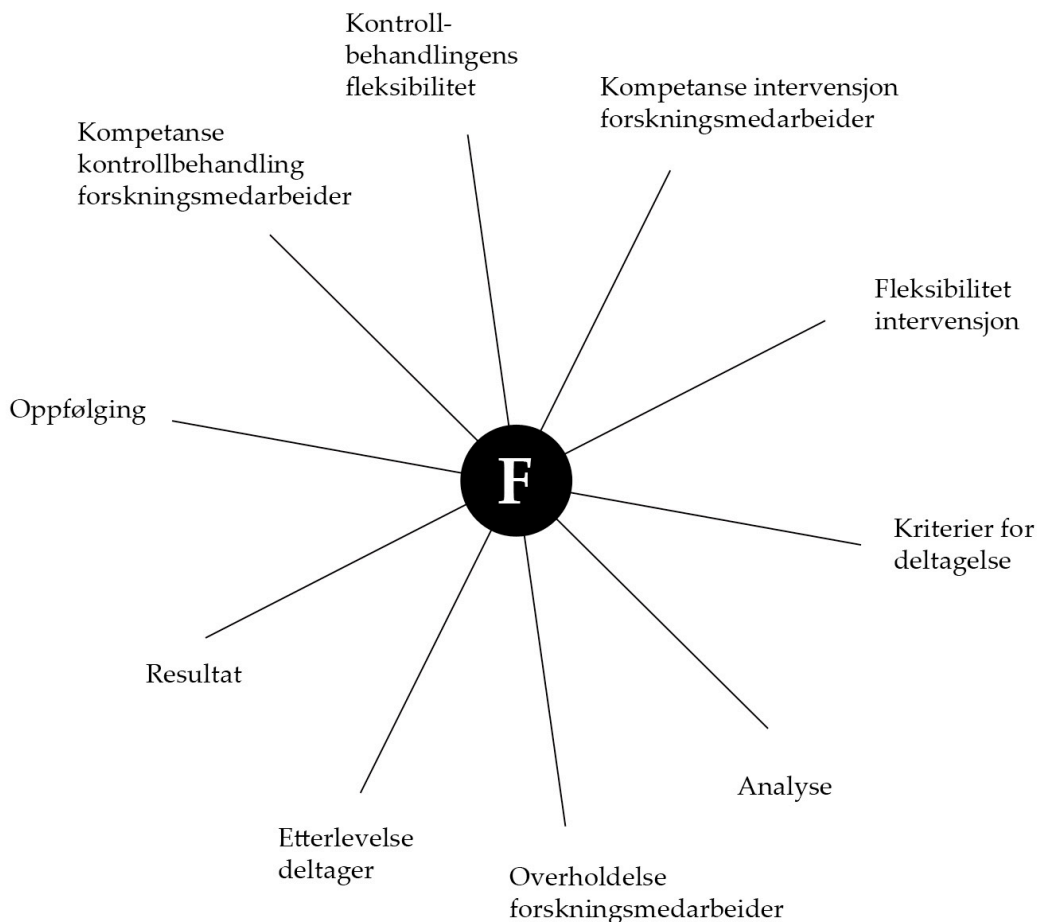 Kontroll-
behandlingens
fleksibilitet
Kompetanse intervensjon
forskningsmedarbeider
Kompetanse
kontrollbehandling
forskningsmedarbeider
Fleksibilitet
intervensjon
Oppfølging
F
Kriterier for
deltagelse
Resultat
Analyse
Etterlevelse
deltager
Overholdelse
forskningsmedarbeider